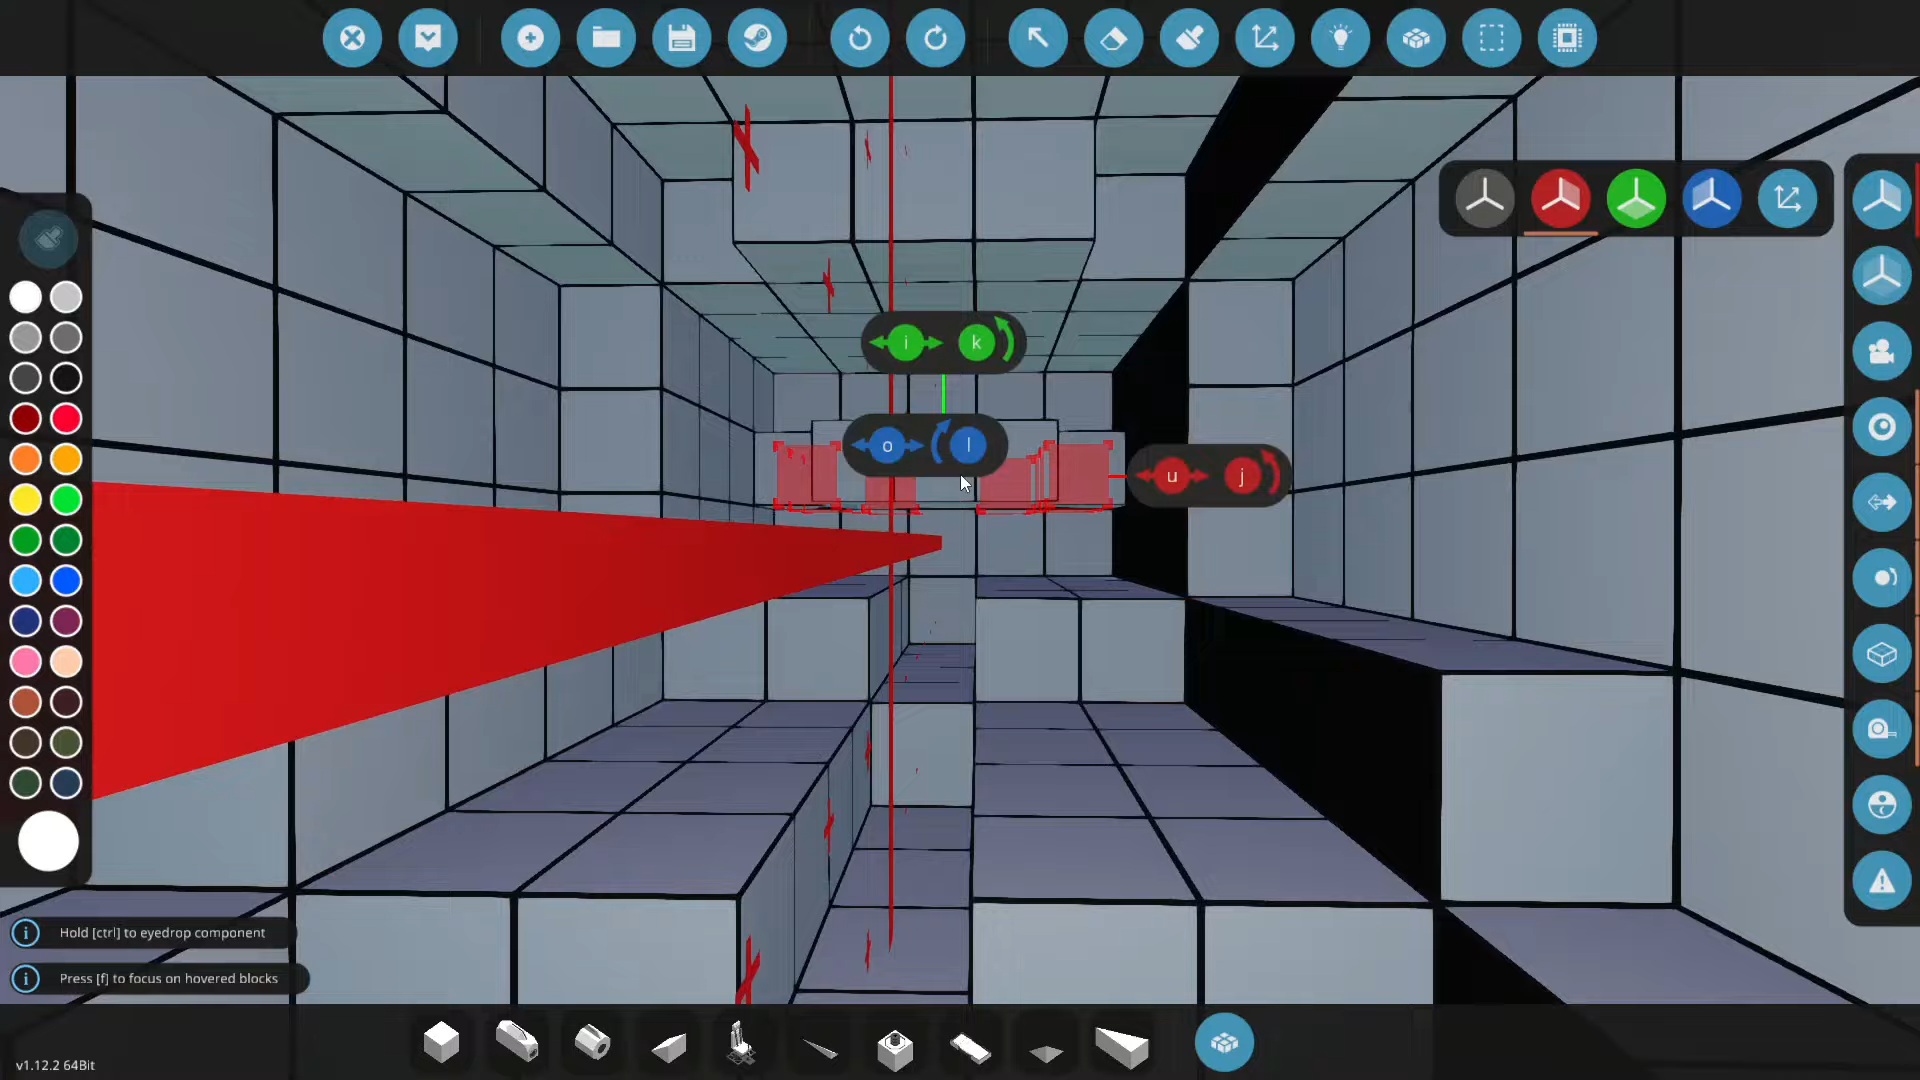 i k
o l
u j
Hold [ctrl] to eyedrop component
Press [f] to focus on hovered blocks
v1.12.2 64Bit